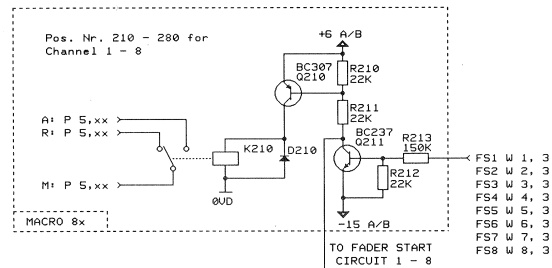 Pos. Nr. 210 - 280 for
Channel 1 - 8
+6 A/B
BC307
Q210
R210
22K
R211
22K
A: P 5,xx
R: P 5,xx
K210
D210
BC237
Q211
R213
150K
R212
22K
M: P 5,xx
0VD
-15 A/B
MACRO 8x
FS1 W 1, 3
FS2 W 2, 3
FS3 W 3, 3
FS4 W 4, 3
FS5 W 5, 3
FS6 W 6, 3
FS7 W 7, 3
FS8 W 8, 3
TO FADER START
CIRCUIT 1 - 8